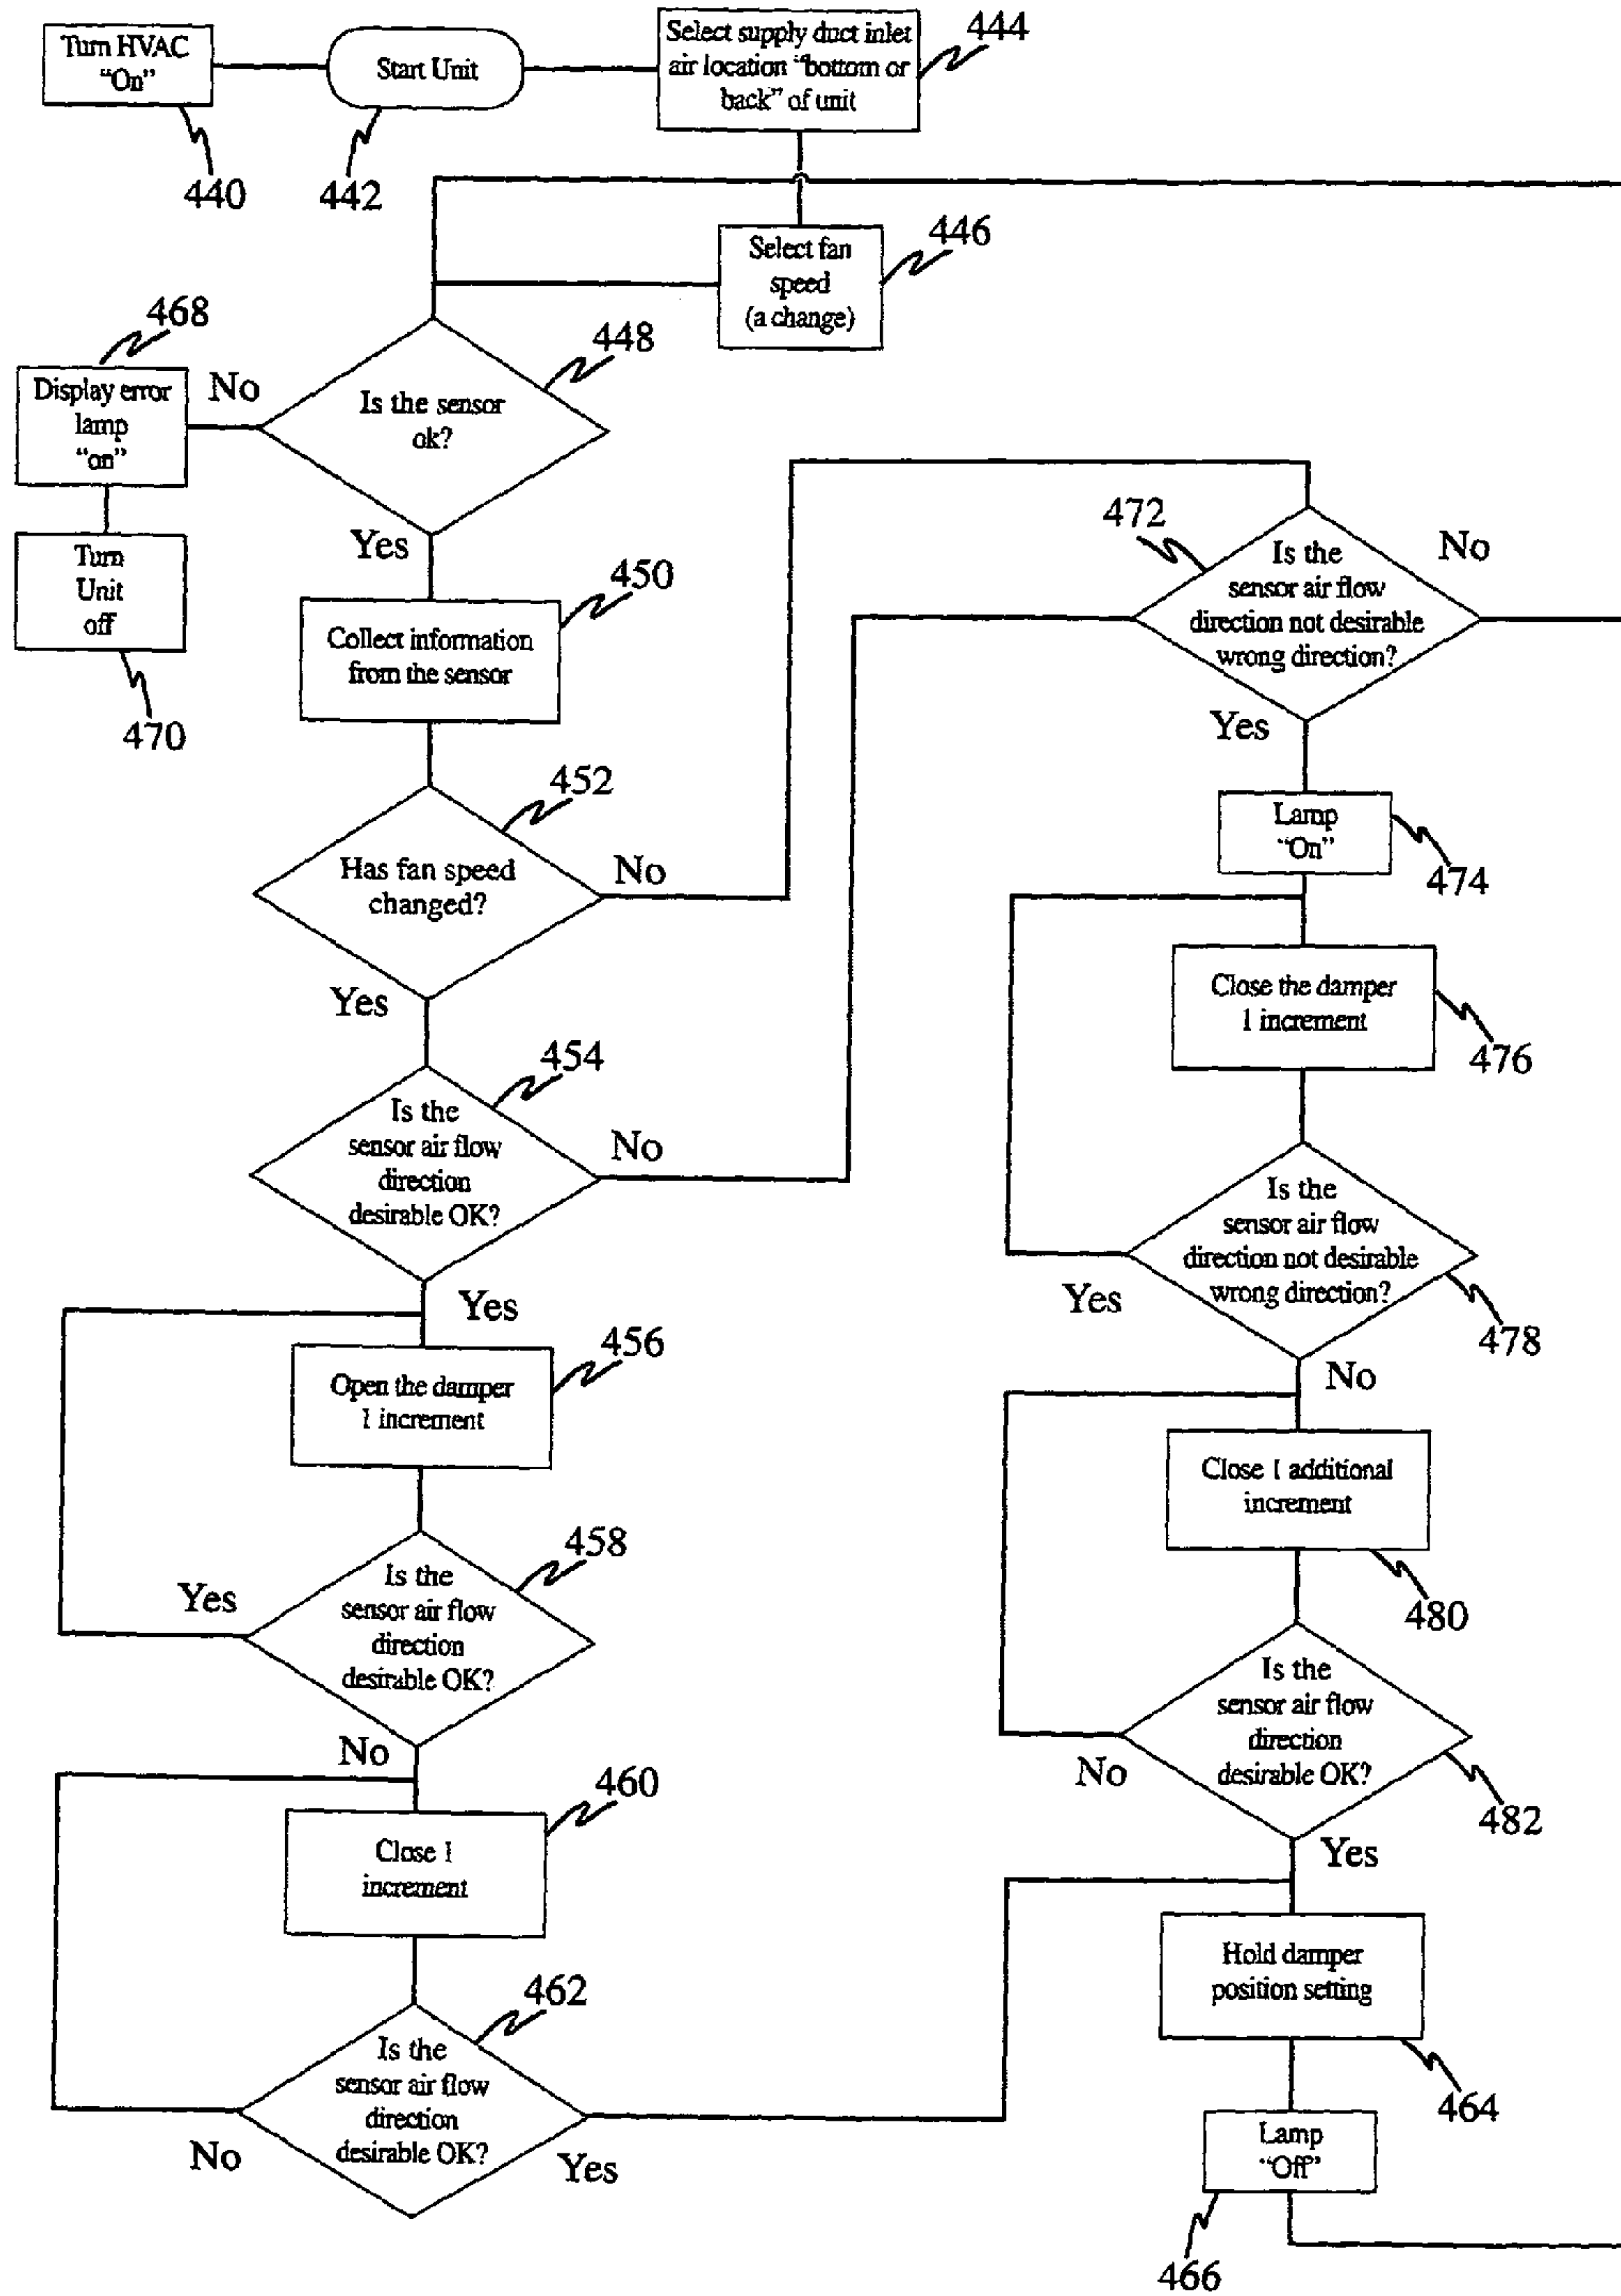 Turn HVAC
"On"
440
Start Unit
442
Select supply duct inlet
air location "bottom or
back" of unit
444
Select fan
speed
(a change)
446
Is the sensor
ok?
448
No
Yes
Display error
lamp
"on"
468
Turn
Unit
off
470
Collect information
from the sensor
450
Has fan speed
changed?
452
No
Yes
Is the
sensor air flow
direction
desirable OK?
454
No
Yes
Open the damper
1 increment
456
Is the
sensor air flow
direction
desirable OK?
458
Yes
No
Close 1
increment
460
Is the
sensor air flow
direction
desirable OK?
462
No
Yes
Is the
sensor air flow
direction not desirable
wrong direction?
472
No
Yes
Lamp
"On"
474
Close the damper
1 increment
476
Is the
sensor air flow
direction not desirable
wrong direction?
478
Yes
No
Close 1 additional
increment
480
Is the
sensor air flow
direction
desirable OK?
482
No
Yes
Hold damper
position setting
464
Lamp
"Off"
466